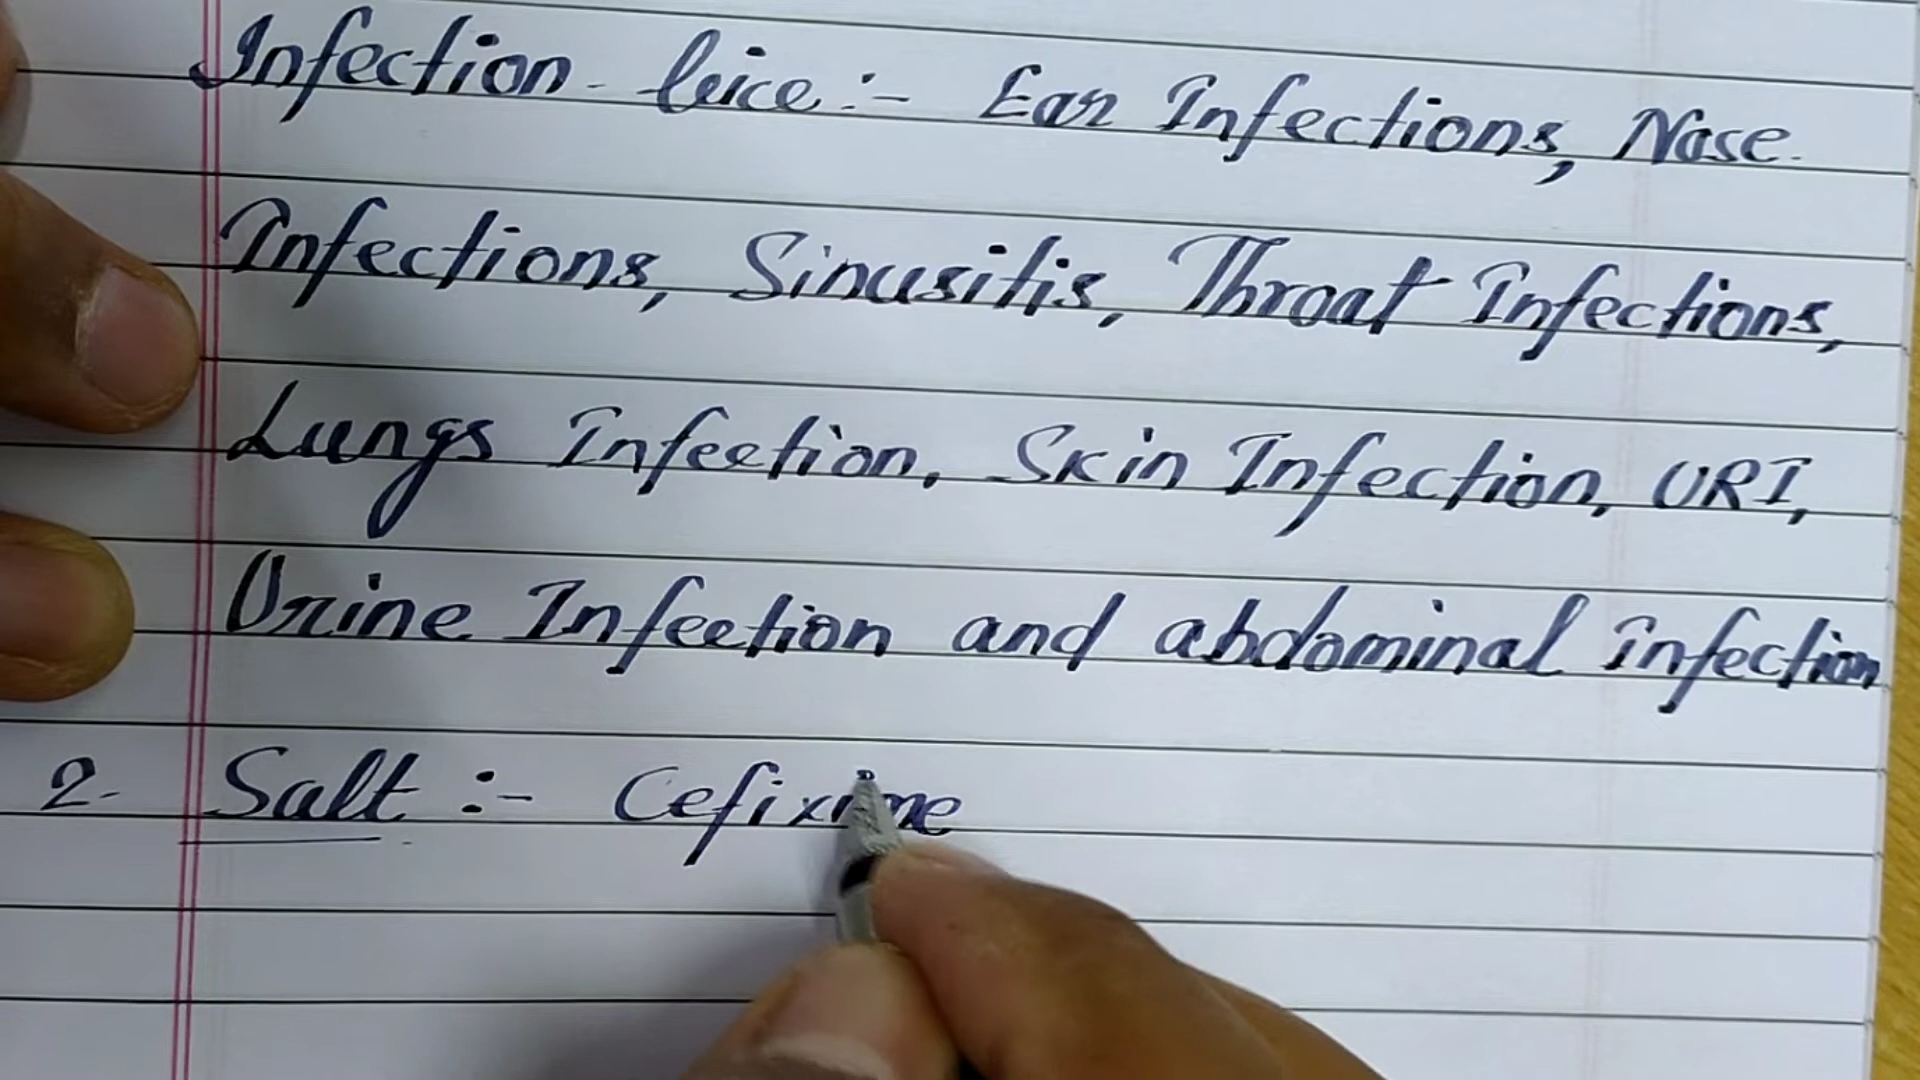 Infection leice :- Ear Infections, Nose.
Infections, Sinusitis, Throat Infections,
Lungs Infection, Skin Infection, URI,
Urine Infection and abdominal infection
2. Salt :- Cefixime